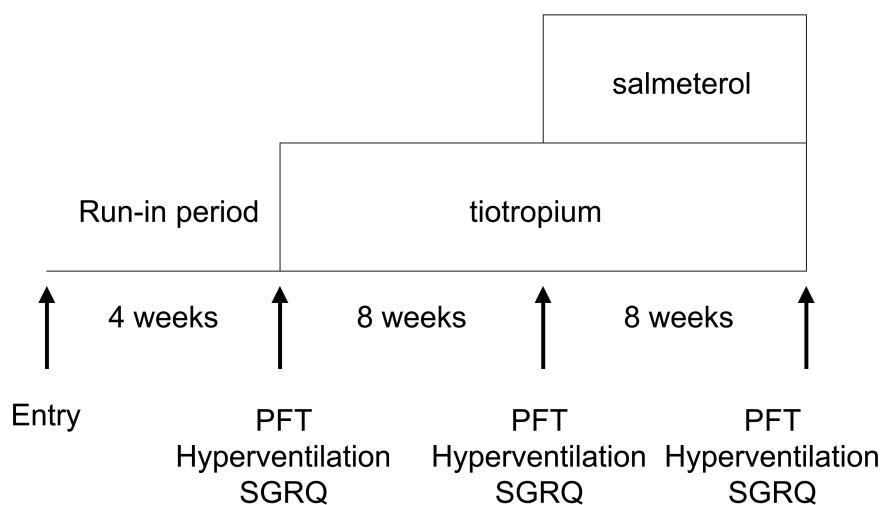 salmeterol
Run-in period
tiotropium
4 weeks
8 weeks
8 weeks
Entry
PFT
Hyperventilation
SGRQ
PFT
Hyperventilation
SGRQ
PFT
Hyperventilation
SGRQ